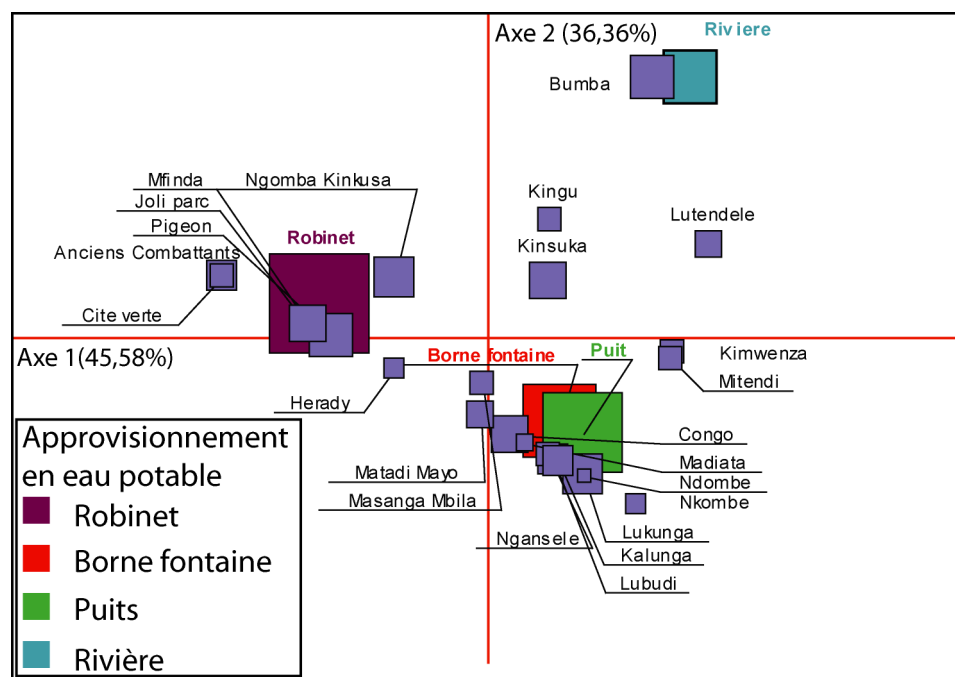 Axe 2 (36,36%)
Riviere
Bumba
Mfinda
Ngomba Kinkusa
Kingu
Joli parc
Lutendele
Pigeon
Robinet
Kinsuka
Anciens Combattants
Cite verte
Axe 1(45,58%)
Borne fontaine
Puit
Kimwenza
Mitendi
Herady
Approvisionnement
en eau potable
Robinet
Borne fontaine
Puits
Rivière
Congo
Matadi Mayo
Madiata
Masanga Mbila
Ndombe
Nkombe
Ngansele
Lukunga
Kalunga
Lubudi